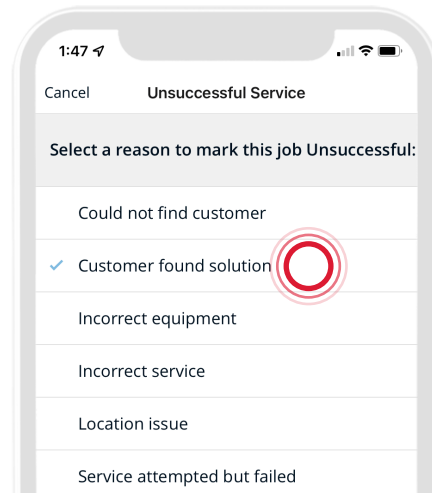 1:47
Cancel
Unsuccessful Service
Select a reason to mark this job Unsuccessful:
Could not find customer
Customer found solution
Incorrect equipment
Incorrect service
Location issue
Service attempted but failed